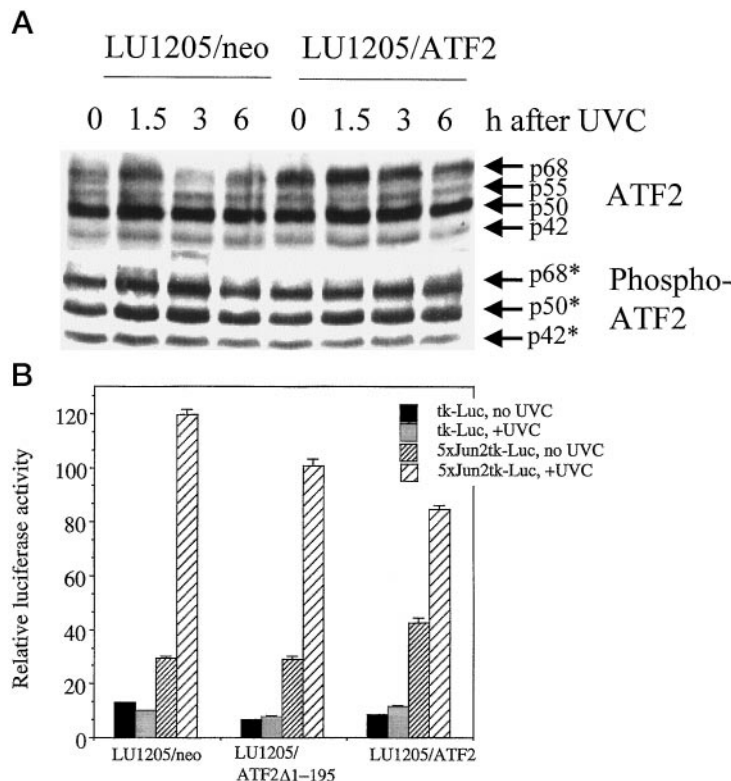 A
LU1205/neo LU1205/ATF2
0 1.5 3 6 0 1.5 3 6 h after UVC
p68
p55
p50
p42
ATF2
p68*
p50*
p42*
Phospho-
ATF2
B
Relative luciferase activity
120
100
80
60
40
20
0
tk-Luc, no UVC
tk-Luc, +UVC
5xJun2tk-Luc, no UVC
5xJun2tk-Luc, +UVC
LU1205/neo
LU1205/
ATF2Δ1–195
LU1205/ATF2